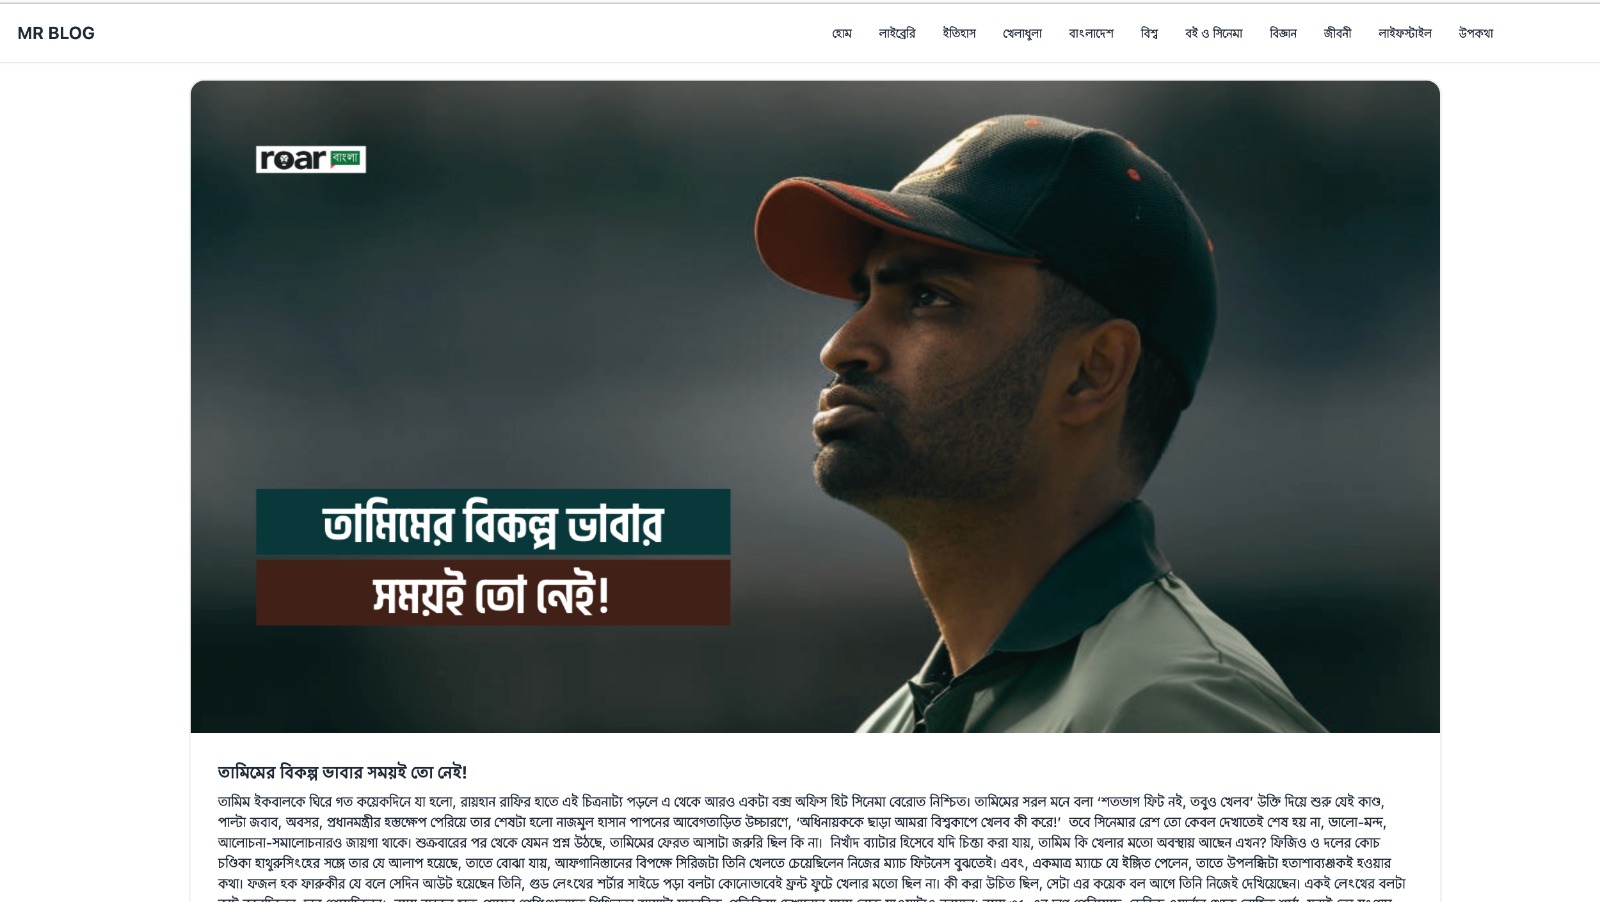 MR BLOG
হোম লাইব্রেরি ইতিহাস খেলাধুলা বাংলাদেশ বিশ্ব বই ও সিনেমা বিজ্ঞান জীবনী লাইফস্টাইল উপকথা
roar বাংলা
তামিমের বিকল্প ভাবার
সময়ই তো নেই!
তামিমের বিকল্প ভাবার সময়ই তো নেই!
তামিম ইকবালকে ঘিরে গত কয়েকদিনে যা হলো, রায়হান রাফির হাতে এই চিত্রনাট্য পড়লে এ থেকে আরও একটা বক্স অফিস হিট সিনেমা বেরোত নিশ্চিত। তামিমের সরল মনে বলা ‘শতভাগ ফিট নই, তবুও খেলব’ উক্তি দিয়ে শুরু যেই কাণ্ড,
পাল্টা জবাব, অবসর, প্রধানমন্ত্রীর হস্তক্ষেপ পেরিয়ে তার শেষটা হলো নাজমুল হাসান পাপনের আবেগতাড়িত উচ্চারণে, ‘অধিনায়ককে ছাড়া আমরা বিশ্বকাপে খেলব কী করে!’ তবে সিনেমার রেশ তো কেবল দেখাতেই শেষ হয় না, ভালো-মন্দ,
আলোচনা-সমালোচনারও জায়গা থাকে। শুক্রবারের পর থেকে যেমন প্রশ্ন উঠছে, তামিমের ফেরত আসাটা জরুরি ছিল কি না। নিখাঁদ ব্যাটার হিসেবে যদি চিন্তা করা যায়, তামিম কি খেলার মতো অবস্থায় আছেন এখন? ফিজিও ও দলের কোচ
চণ্ডিকা হাথুরুসিংহের সঙ্গে তার যে আলাপ হয়েছে, তাতে বোঝা যায়, আফগানিস্তানের বিপক্ষে সিরিজটা তিনি খেলতে চেয়েছিলেন নিজের ম্যাচ ফিটনেস বুঝতেই। এবং, একমাত্র ম্যাচে যে ইঙ্গিত পেলেন, তাতে উপলব্ধিটা হতাশাব্যঞ্জকই হওয়ার
কথা। ফজল হক ফারুকীর যে বলে সেদিন আউট হয়েছেন তিনি, গুড লেংথের শর্টার সাইডে পড়া বলটা কোনোভাবেই ফ্রন্ট ফুটে খেলার মতো ছিল না। কী করা উচিত ছিল, সেটা এর কয়েক বল আগে তিনি নিজেই দেখিয়েছেন। একই লেংথের বলটা